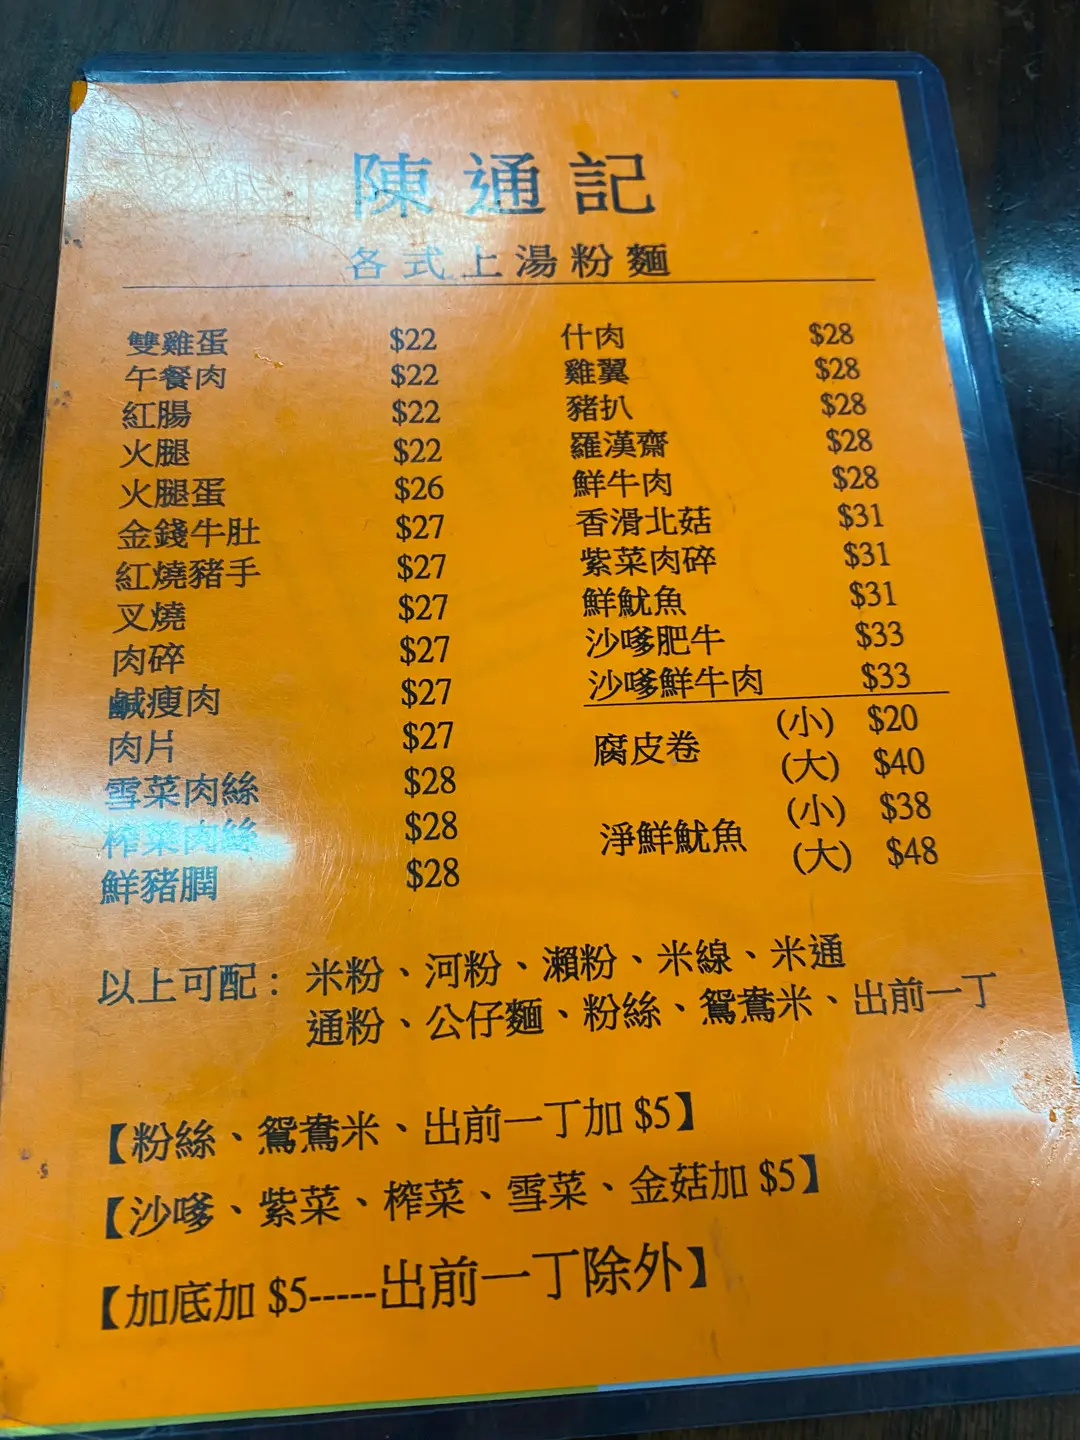 陳通記
各式上湯粉麵
雙雞蛋 $22
午餐肉 $22
紅腸 $22
火腿 $22
火腿蛋 $26
金錢牛肚 $27
紅燒豬手 $27
叉燒 $27
肉碎 $27
鹹瘦肉 $27
肉片 $27
雪菜肉絲 $28
榨菜肉絲 $28
鮮豬膶 $28
什肉 $28
雞翼 $28
豬扒 $28
羅漢齋 $28
鮮牛肉 $28
香滑北菇 $31
紫菜肉碎 $31
鮮魷魚 $31
沙嗲肥牛 $33
沙嗲鮮牛肉 $33
腐皮卷 (小) $20
(大) $40
淨鮮魷魚 (小) $38
(大) $48
以上可配：米粉、河粉、瀨粉、米線、米通
通粉、公仔麵、粉絲、鴛鴦米、出前一丁
【粉絲、鴛鴦米、出前一丁加 $5】
【沙嗲、紫菜、榨菜、雪菜、金菇加 $5】
【加底加 $5-----出前一丁除外】